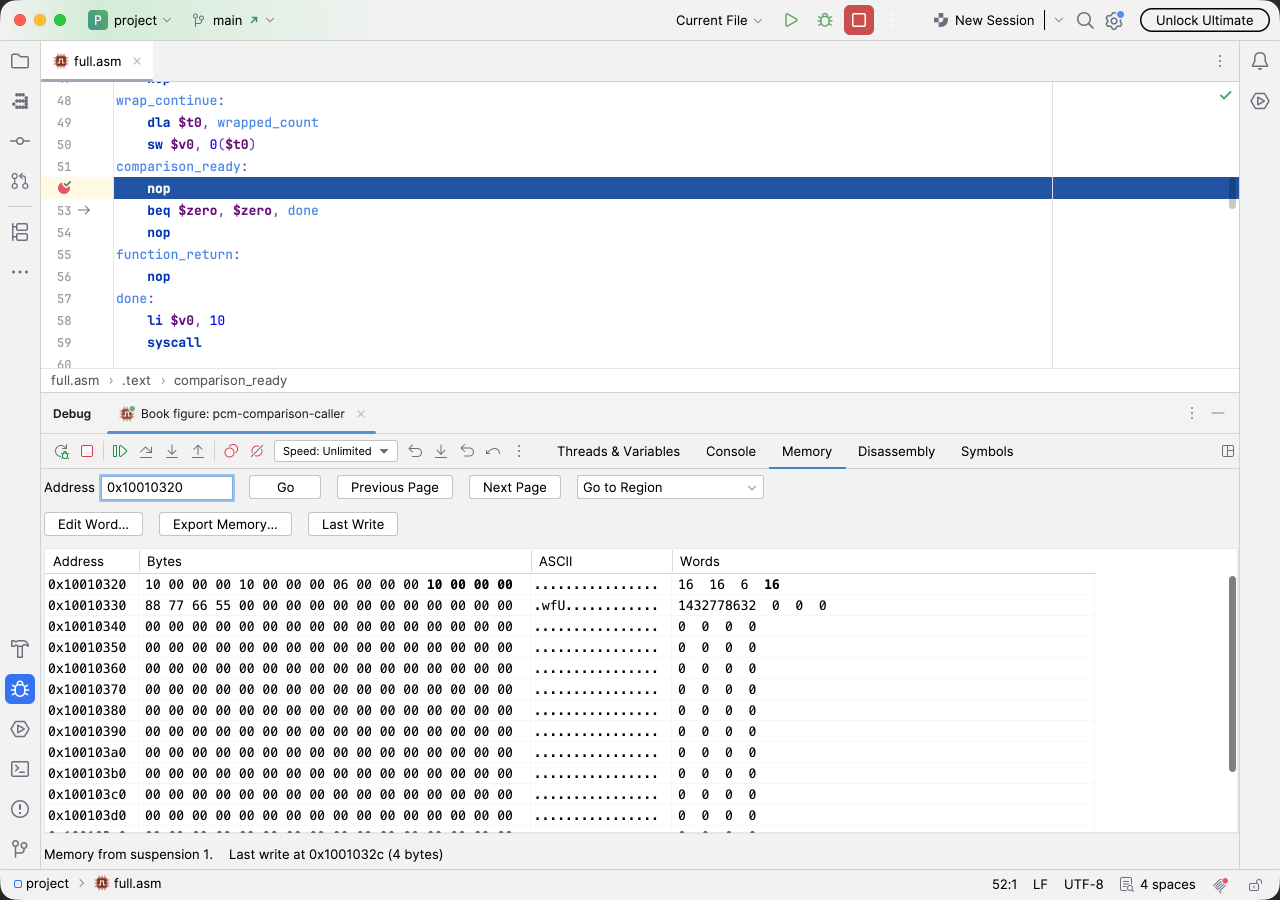 P project main Current File New Session Unlock Ultimate
full.asm
48 wrap_continue:
49 dla $t0, wrapped_count
50 sw $v0, 0($t0)
51 comparison_ready:
nop
53 beq $zero, $zero, done
54 nop
55 function_return:
56 nop
57 done:
58 li $v0, 10
59 syscall
60
full.asm › .text › comparison_ready
Debug Book figure: pcm-comparison-caller
Speed: Unlimited Threads & Variables Console Memory Disassembly Symbols
Address 0x10010320 Go Previous Page Next Page Go to Region
Edit Word... Export Memory... Last Write
Address Bytes ASCII Words
0x10010320 10 00 00 00 10 00 00 00 06 00 00 00 10 00 00 00 ................ 16 16 6 16
0x10010330 88 77 66 55 00 00 00 00 00 00 00 00 00 00 00 00 .wfU............ 1432778632 0 0 0
0x10010340 00 00 00 00 00 00 00 00 00 00 00 00 00 00 00 00 ................ 0 0 0 0
0x10010350 00 00 00 00 00 00 00 00 00 00 00 00 00 00 00 00 ................ 0 0 0 0
0x10010360 00 00 00 00 00 00 00 00 00 00 00 00 00 00 00 00 ................ 0 0 0 0
0x10010370 00 00 00 00 00 00 00 00 00 00 00 00 00 00 00 00 ................ 0 0 0 0
0x10010380 00 00 00 00 00 00 00 00 00 00 00 00 00 00 00 00 ................ 0 0 0 0
0x10010390 00 00 00 00 00 00 00 00 00 00 00 00 00 00 00 00 ................ 0 0 0 0
0x100103a0 00 00 00 00 00 00 00 00 00 00 00 00 00 00 00 00 ................ 0 0 0 0
0x100103b0 00 00 00 00 00 00 00 00 00 00 00 00 00 00 00 00 ................ 0 0 0 0
0x100103c0 00 00 00 00 00 00 00 00 00 00 00 00 00 00 00 00 ................ 0 0 0 0
0x100103d0 00 00 00 00 00 00 00 00 00 00 00 00 00 00 00 00 ................ 0 0 0 0
Memory from suspension 1. Last write at 0x1001032c (4 bytes)
project › full.asm 52:1 LF UTF-8 4 spaces